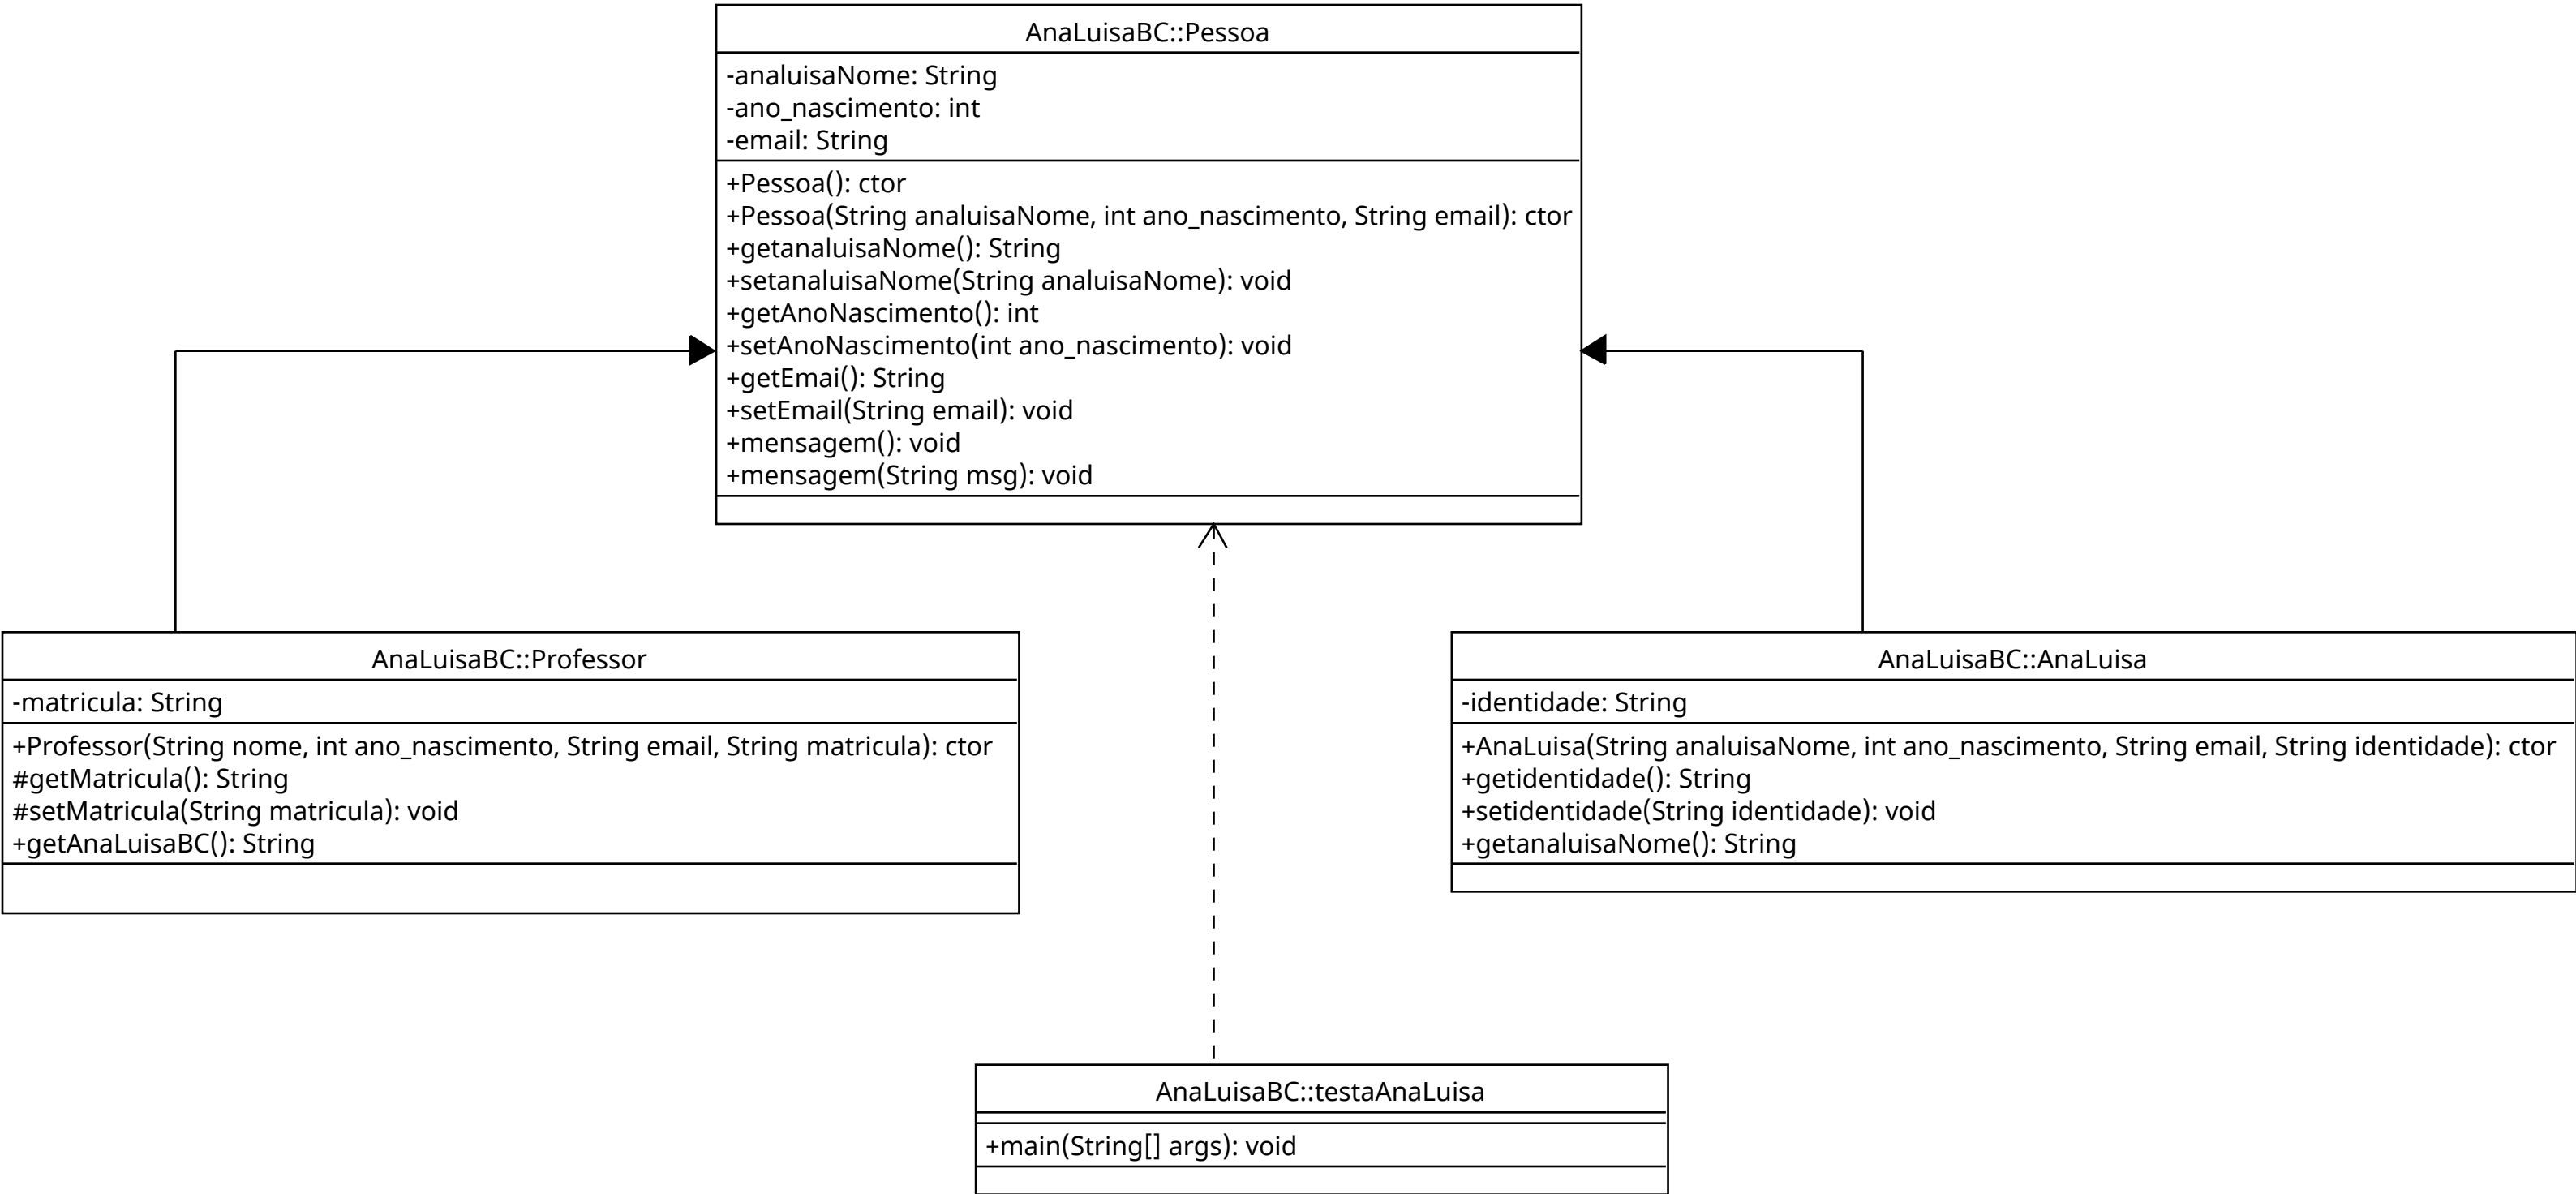 AnaLuisaBC::Pessoa
-analuisaNome: String
-ano_nascimento: int
-email: String
+Pessoa(): ctor
+Pessoa(String analuisaNome, int ano_nascimento, String email): ctor
+getanaluisaNome(): String
+setanaluisaNome(String analuisaNome): void
+getAnoNascimento(): int
+setAnoNascimento(int ano_nascimento): void
+getEmai(): String
+setEmail(String email): void
+mensagem(): void
+mensagem(String msg): void
AnaLuisaBC::Professor
-matricula: String
+Professor(String nome, int ano_nascimento, String email, String matricula): ctor
#getMatricula(): String
#setMatricula(String matricula): void
+getAnaLuisaBC(): String
AnaLuisaBC::AnaLuisa
-identidade: String
+AnaLuisa(String analuisaNome, int ano_nascimento, String email, String identidade): ctor
+getidentidade(): String
+setidentidade(String identidade): void
+getanaluisaNome(): String
AnaLuisaBC::testaAnaLuisa
+main(String[] args): void